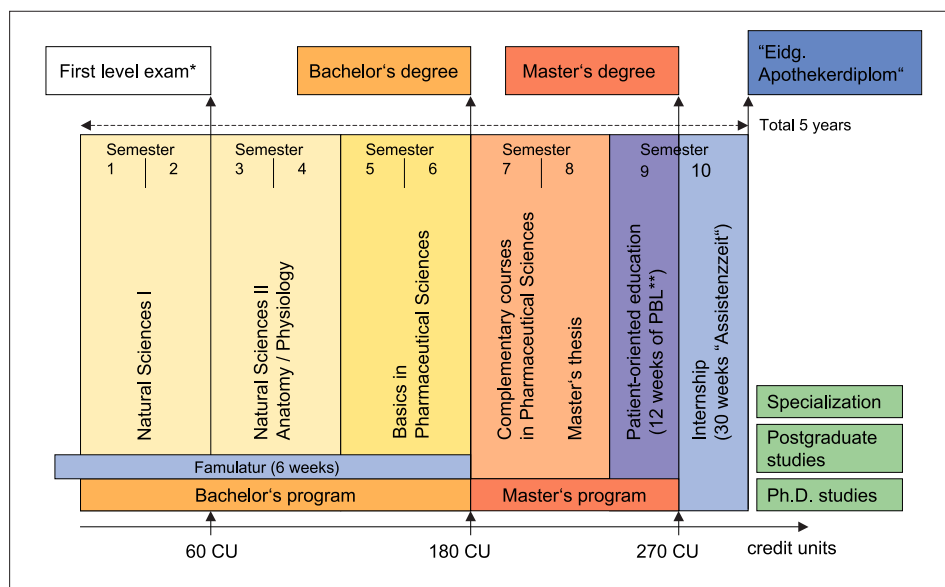 First level exam*
Bachelor‘s degree
Master‘s degree
“Eidg.
Apothekerdiplom“
Total 5 years
Semester
1 2
Semester
3 4
Semester
5 6
Semester
7 8
Semester
9 10
Natural Sciences I
Natural Sciences II
Anatomy / Physiology
Basics in
Pharmaceutical Sciences
Complementary courses
in Pharmaceutical Sciences
Master‘s thesis
Patient-oriented education
(12 weeks of PBL**)
Internship
(30 weeks “Assistenzzeit“)
Specialization
Postgraduate
studies
Ph.D. studies
Famulatur (6 weeks)
Bachelor‘s program
Master‘s program
60 CU
180 CU
270 CU
credit units